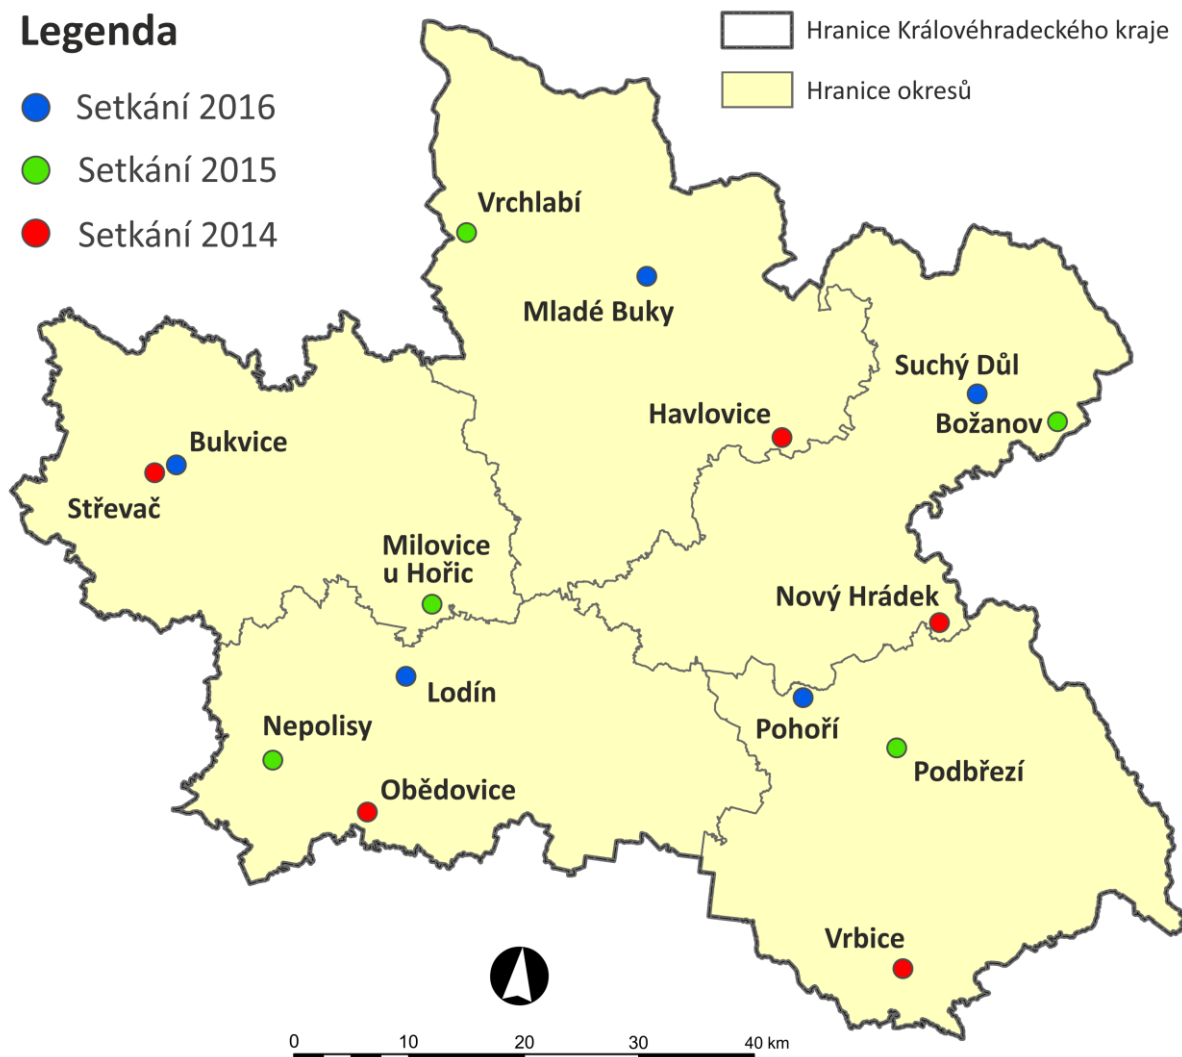 Legenda
Setkání 2016
Setkání 2015
Setkání 2014
Hranice Královéhradeckého kraje
Hranice okresů
Vrchlabí
Mladé Buky
Suchý Důl
Božanov
Havlovice
Bukvice
Střevač
Milovice
u Hořic
Nový Hrádek
Lodín
Pohoří
Nepolisy
Podbřezí
Obědovice
Vrbice
0 10 20 30 40 km